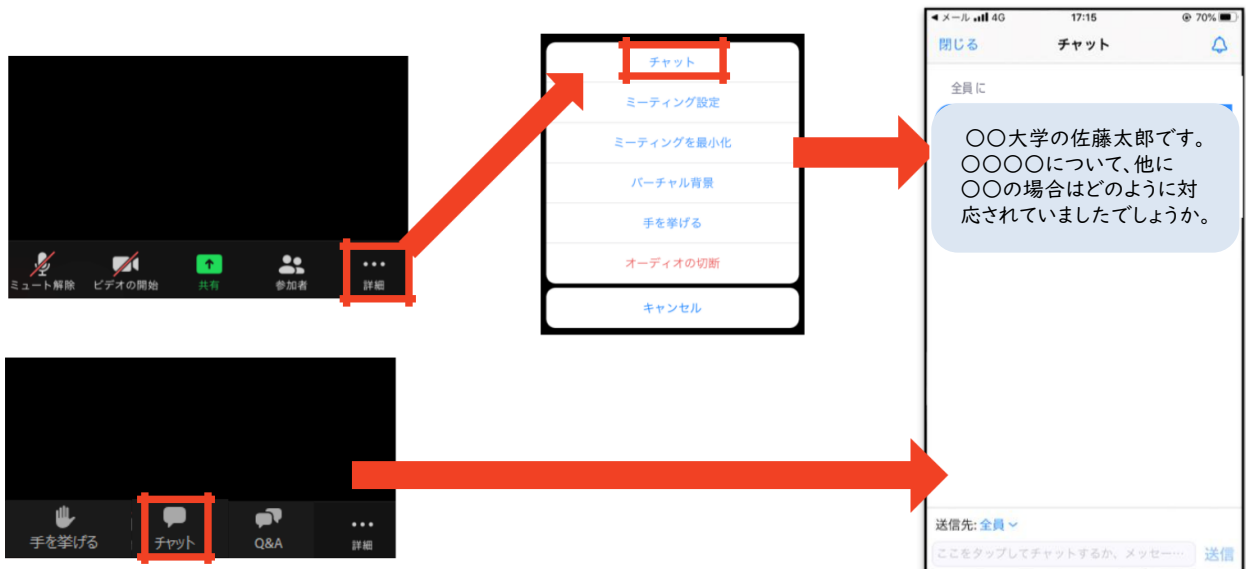 ミュート解除 ビデオの開始 共有 参加者 詳細
チャット
ミーティング設定
ミーティングを最小化
バーチャル背景
手を挙げる
オーディオの切断
キャンセル
手を挙げる チャット Q&A 詳細
メール 4G 17:15 70%
閉じる チャット
全員に
〇〇大学の佐藤太郎です。
〇〇〇〇について、他に
〇〇の場合はどのように対
応されていましたでしょうか。
送信先: 全員
ここをタップしてチャットするか、メッセー… 送信